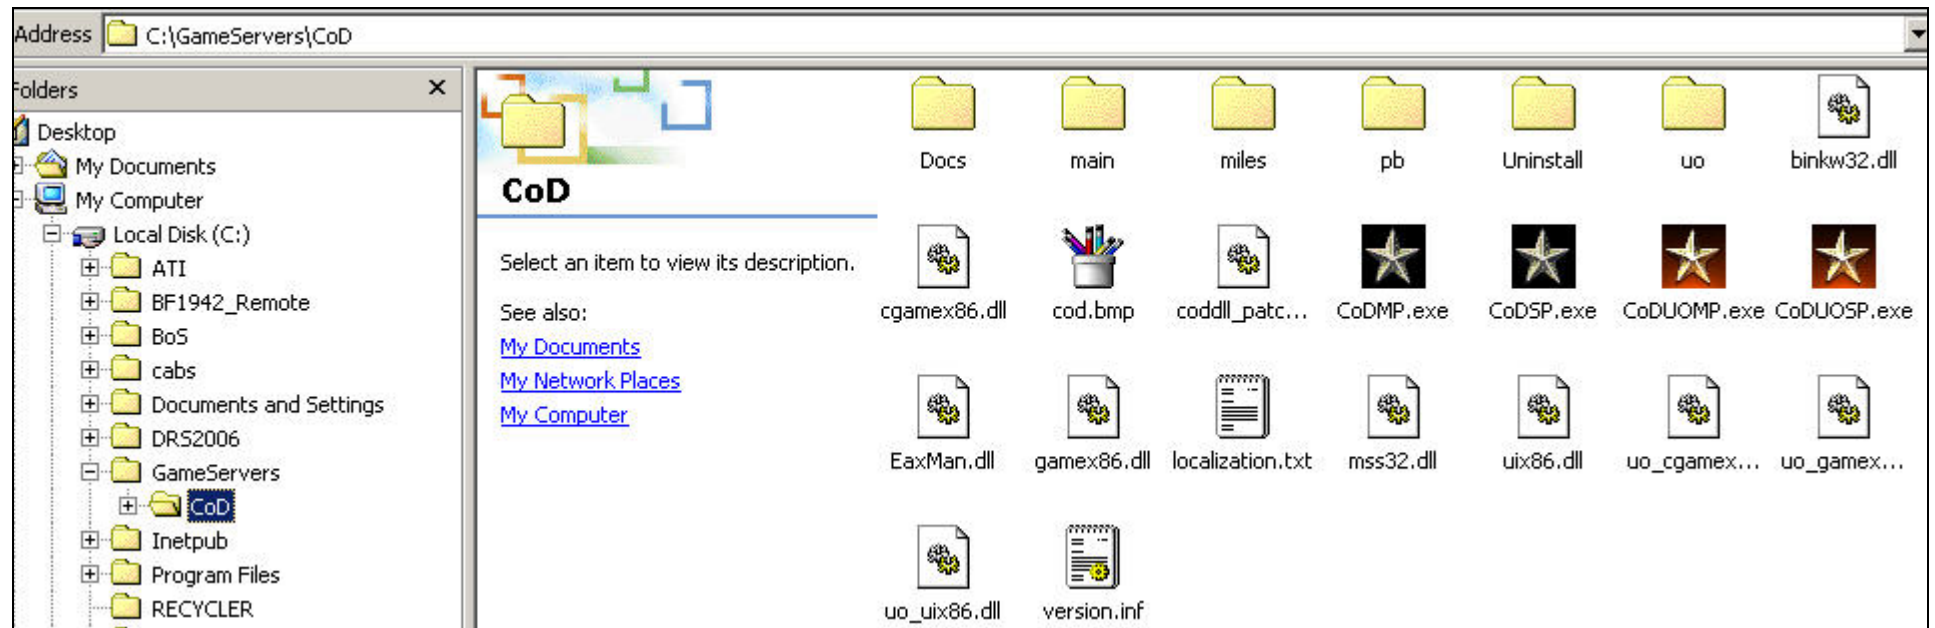 Address C:\GameServers\CoD
Folders
Desktop
My Documents
My Computer
Local Disk (C:)
ATI
BF1942_Remote
BoS
cabs
Documents and Settings
DRS2006
GameServers
CoD
Inetpub
Program Files
RECYCLER
CoD
Select an item to view its description.
See also:
My Documents
My Network Places
My Computer
Docs main miles pb Uninstall uo binkw32.dll
cgamex86.dll cod.bmp coddll_patc... CoDMP.exe CoDSP.exe CoDUOMP.exe CoDUOSP.exe
EaxMan.dll gamex86.dll localization.txt mss32.dll uix86.dll uo_cgamex... uo_gamex...
uo_uix86.dll version.inf